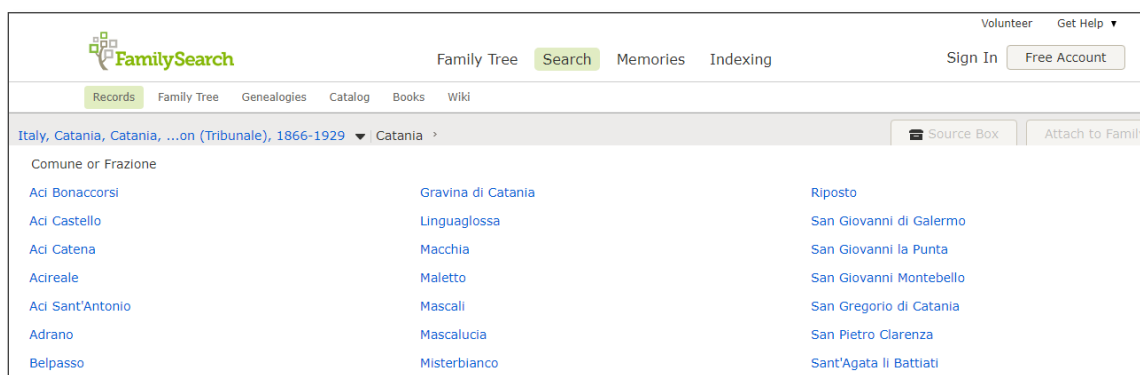 Volunteer Get Help ▼
FamilySearch
Family Tree Search Memories Indexing Sign In Free Account
Records Family Tree Genealogies Catalog Books Wiki
Italy, Catania, Catania, ...on (Tribunale), 1866-1929 ▼ | Catania › Source Box Attach to Famil
Comune or Frazione
Aci Bonaccorsi Gravina di Catania Riposto
Aci Castello Linguaglossa San Giovanni di Galermo
Aci Catena Macchia San Giovanni la Punta
Acireale Maletto San Giovanni Montebello
Aci Sant'Antonio Mascali San Gregorio di Catania
Adrano Mascalucia San Pietro Clarenza
Belpasso Misterbianco Sant'Agata li Battiati